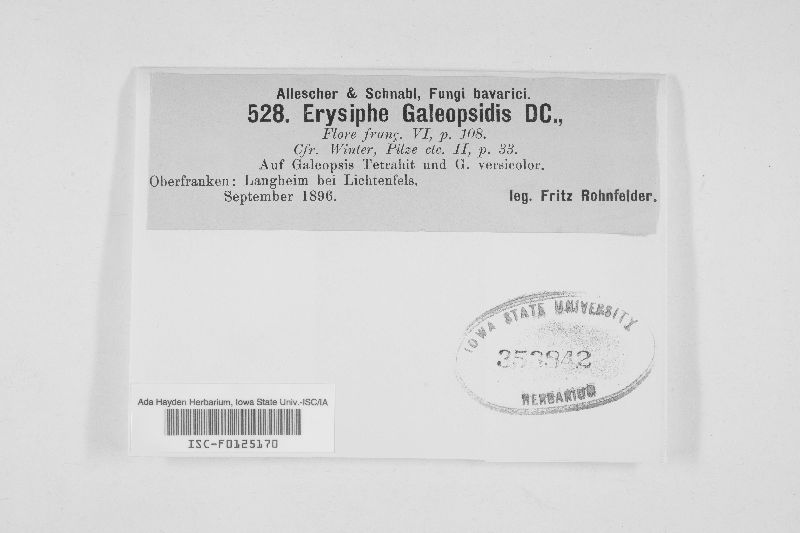 Allescher & Schnabl, Fungi bavarici.
528. Erysiphe Galeopsidis DC.,
Flore franç. VI, p. 108.
Cfr. Winter, Pilze etc. II, p. 33.
Auf Galeopsis Tetrahit und G. versicolor.
Oberfranken: Langheim bei Lichtenfels,
September 1896. leg. Fritz Rohnfelder.
IOWA STATE UNIVERSITY
353942
HERBARIUM
Ada Hayden Herbarium, Iowa State Univ.-ISC/IA
ISC-F0125170